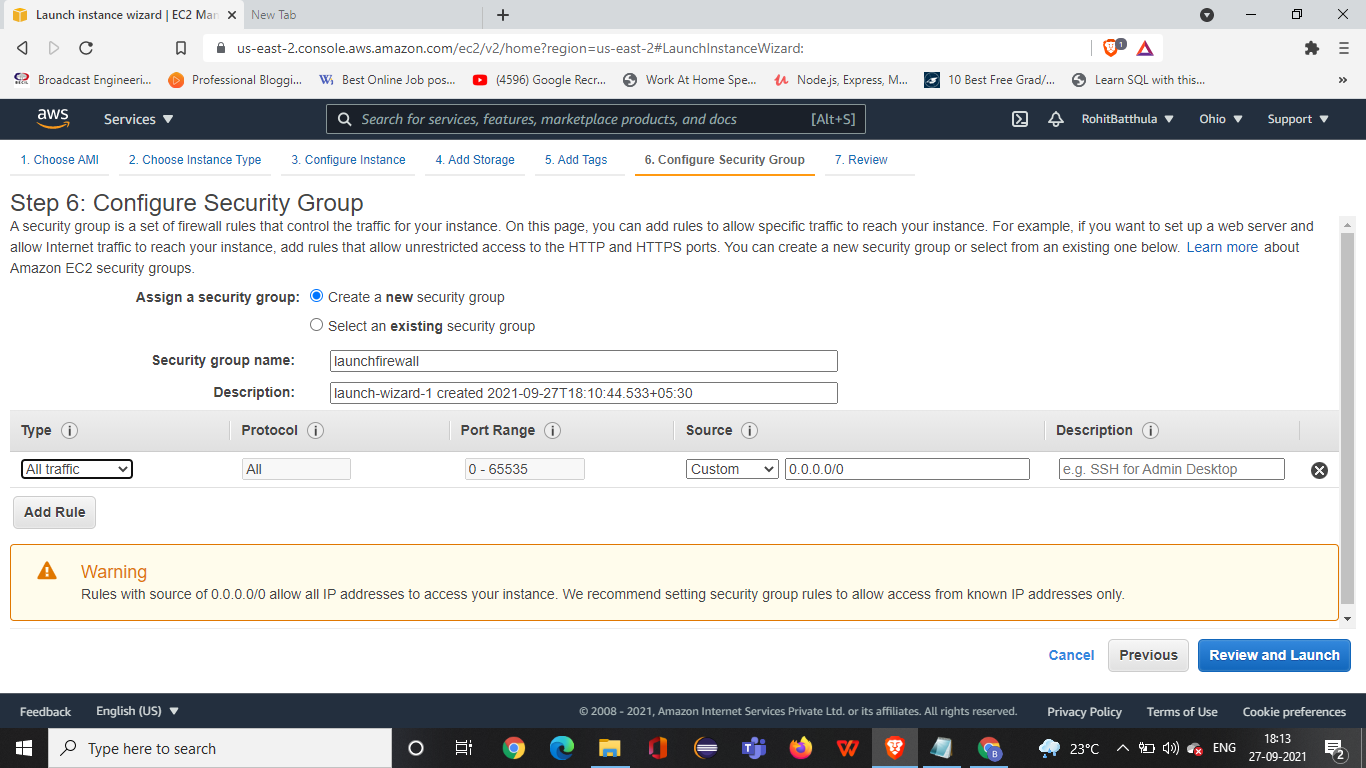 Launch instance wizard | EC2 Man
New Tab
us-east-2.console.aws.amazon.com/ec2/v2/home?region=us-east-2#LaunchInstanceWizard:
1
Broadcast Engineeri...
Professional Bloggi...
Best Online Job pos...
(4596) Google Recr...
Work At Home Spe...
Node.js, Express, M...
10 Best Free Grad/...
Learn SQL with this...
»
aws
Services
Search for services, features, marketplace products, and docs [Alt+S]
RohitBatthula
Ohio
Support
1. Choose AMI
2. Choose Instance Type
3. Configure Instance
4. Add Storage
5. Add Tags
6. Configure Security Group
7. Review
Step 6: Configure Security Group
A security group is a set of firewall rules that control the traffic for your instance. On this page, you can add rules to allow specific traffic to reach your instance. For example, if you want to set up a web server and
allow Internet traffic to reach your instance, add rules that allow unrestricted access to the HTTP and HTTPS ports. You can create a new security group or select from an existing one below. Learn more about
Amazon EC2 security groups.
Assign a security group: Create a new security group
Select an existing security group
Security group name: launchfirewall
Description: launch-wizard-1 created 2021-09-27T18:10:44.533+05:30
Type i Protocol i Port Range i Source i Description i
All traffic All 0 - 65535 Custom 0.0.0.0/0 e.g. SSH for Admin Desktop
Add Rule
Warning
Rules with source of 0.0.0.0/0 allow all IP addresses to access your instance. We recommend setting security group rules to allow access from known IP addresses only.
Cancel Previous Review and Launch
Feedback English (US) © 2008 - 2021, Amazon Internet Services Private Ltd. or its affiliates. All rights reserved. Privacy Policy Terms of Use Cookie preferences
Type here to search
23°C
ENG
18:13
27-09-2021
2